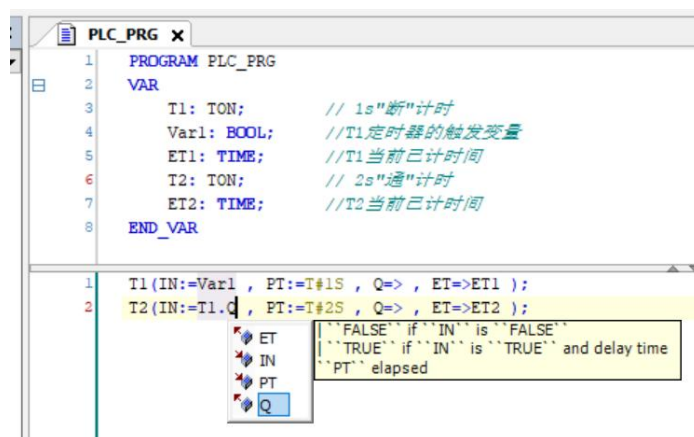 PLC_PRG
1 PROGRAM PLC_PRG
2 VAR
3 T1: TON; // 1s"断"计时
4 Var1: BOOL; //T1定时器的触发变量
5 ET1: TIME; //T1当前已计时间
6 T2: TON; // 2s"通"计时
7 ET2: TIME; //T2当前已计时间
8 END_VAR
1 T1(IN:=Var1 , PT:=T#1S , Q=> , ET=>ET1 );
2 T2(IN:=T1.Q , PT:=T#2S , Q=> , ET=>ET2 );
ET
IN
PT
Q
| ``FALSE`` if ``IN`` is ``FALSE``
| ``TRUE`` if ``IN`` is ``TRUE`` and delay time
``PT`` elapsed